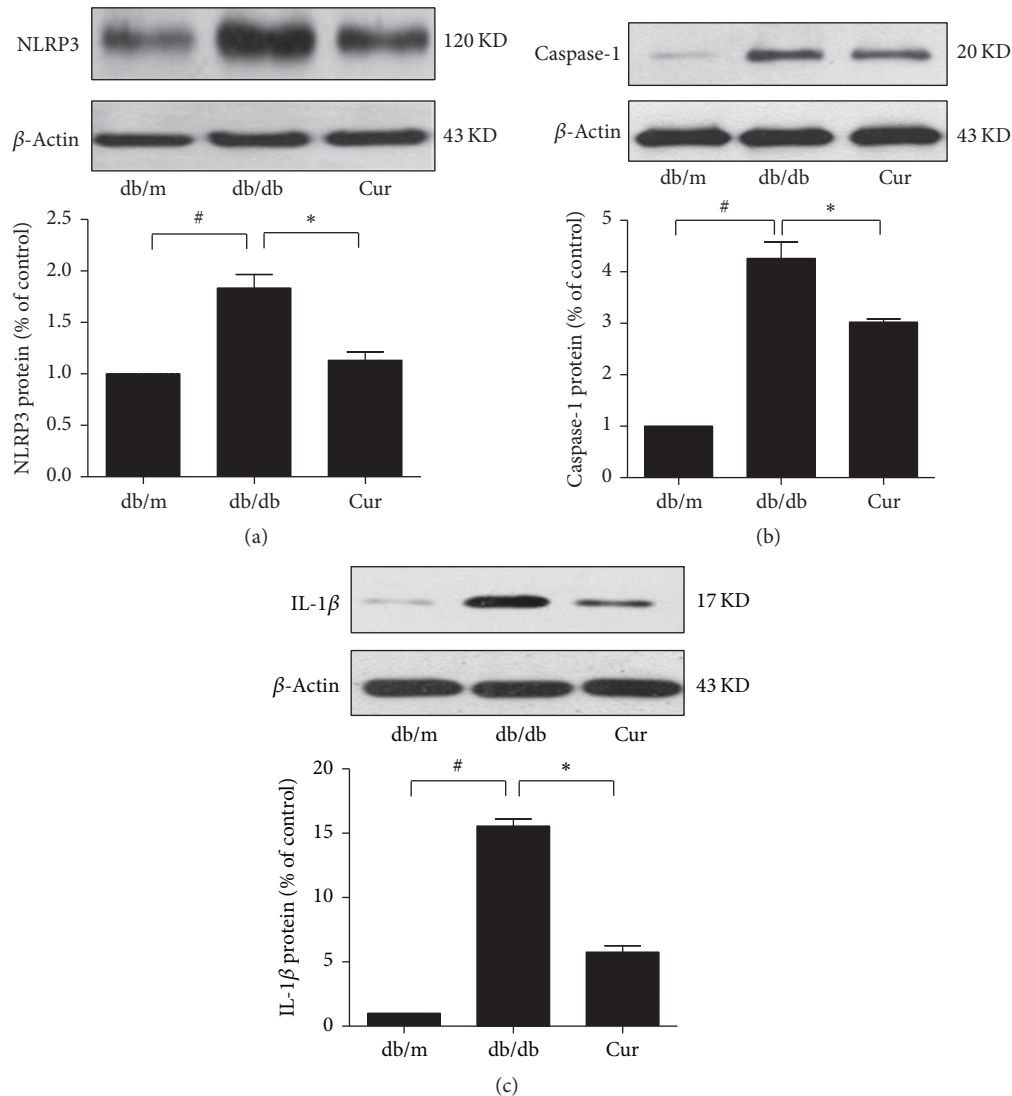 NLRP3
120 KD
β-Actin
43 KD
db/m db/db Cur
NLRP3 protein (% of control)
2.5
2.0
1.5
1.0
0.5
0.0
# *
db/m db/db Cur
(a)
Caspase-1
20 KD
β-Actin
43 KD
db/m db/db Cur
Caspase-1 protein (% of control)
5
4
3
2
1
0
# *
db/m db/db Cur
(b)
IL-1β
17 KD
β-Actin
43 KD
db/m db/db Cur
IL-1β protein (% of control)
20
15
10
5
0
# *
db/m db/db Cur
(c)